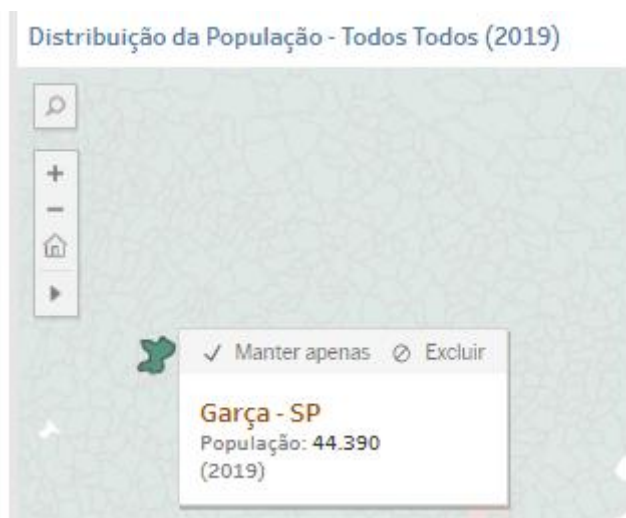 Distribuição da População - Todos Todos (2019)
Manter apenas Excluir
Garça - SP
População: 44.390
(2019)